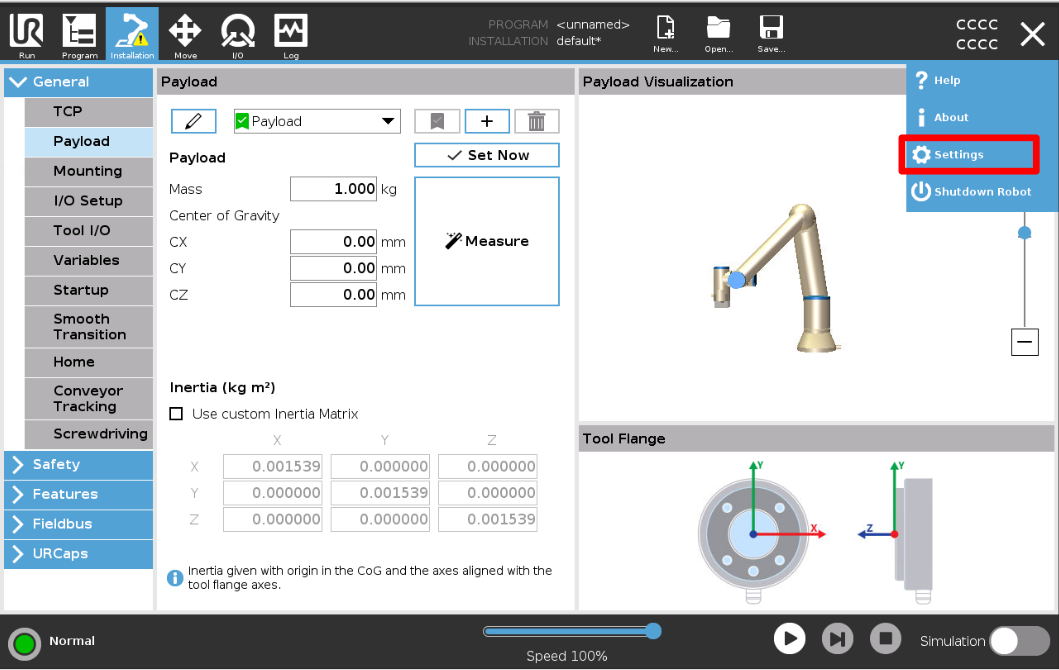 UR
Run
Program
Installation
Move
I/O
Log
PROGRAM <unnamed>
INSTALLATION default*
New...
Open...
Save...
CCCC
CCCC
General
TCP
Payload
Mounting
I/O Setup
Tool I/O
Variables
Startup
Smooth
Transition
Home
Conveyor
Tracking
Screwdriving
Safety
Features
Fieldbus
URCaps
Payload
Payload
Payload
Set Now
Mass 1.000 kg
Center of Gravity
CX 0.00 mm
CY 0.00 mm
CZ 0.00 mm
Measure
Inertia (kg m²)
Use custom Inertia Matrix
X Y Z
X 0.001539 0.000000 0.000000
Y 0.000000 0.001539 0.000000
Z 0.000000 0.000000 0.001539
Inertia given with origin in the CoG and the axes aligned with the
tool flange axes.
Payload Visualization
? Help
About
Settings
Shutdown Robot
Tool Flange
Y
X
Y
Z
Normal
Speed 100%
Simulation